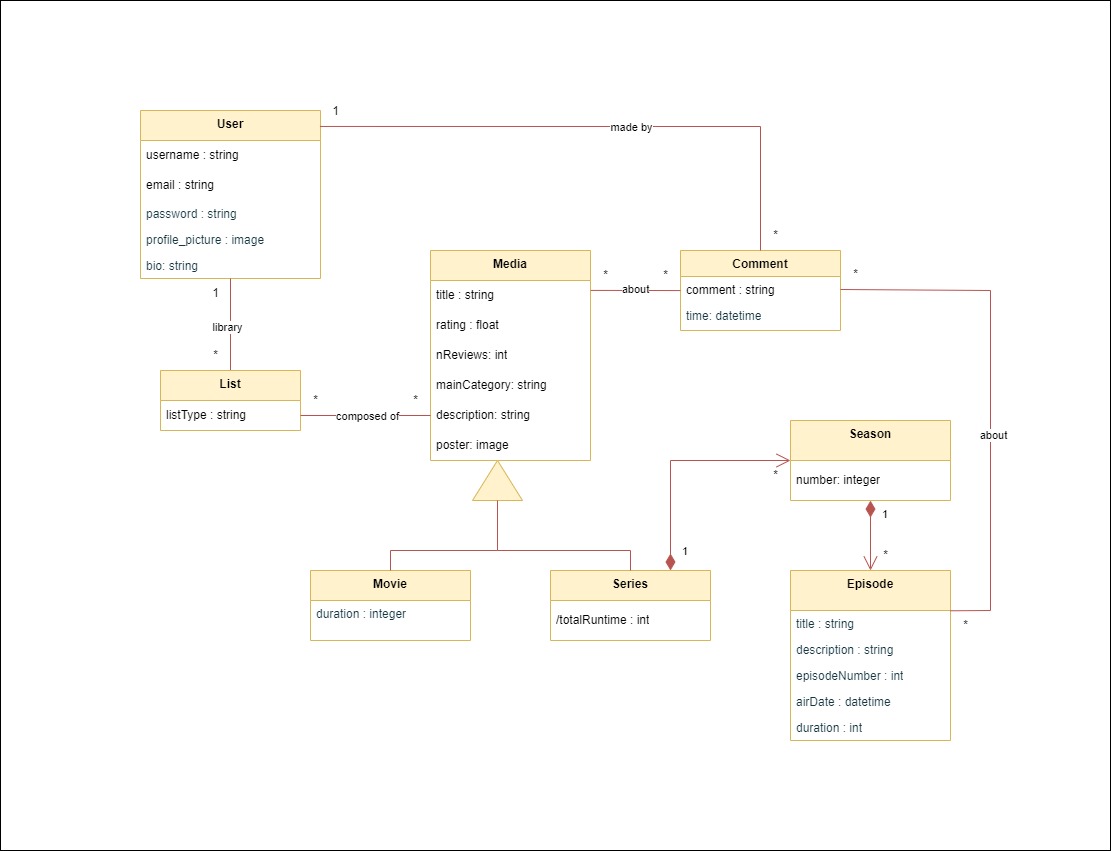 User
1
username : string
email : string
password : string
profile_picture : image
bio: string
made by
*
1
library
*
List
listType : string
*
composed of
*
Media
title : string
rating : float
nReviews: int
mainCategory: string
description: string
poster: image
*
about
*
Comment
comment : string
time: datetime
*
about
*
Season
number: integer
*
1
1
*
Movie
duration : integer
Series
/totalRuntime : int
Episode
title : string
description : string
episodeNumber : int
airDate : datetime
duration : int